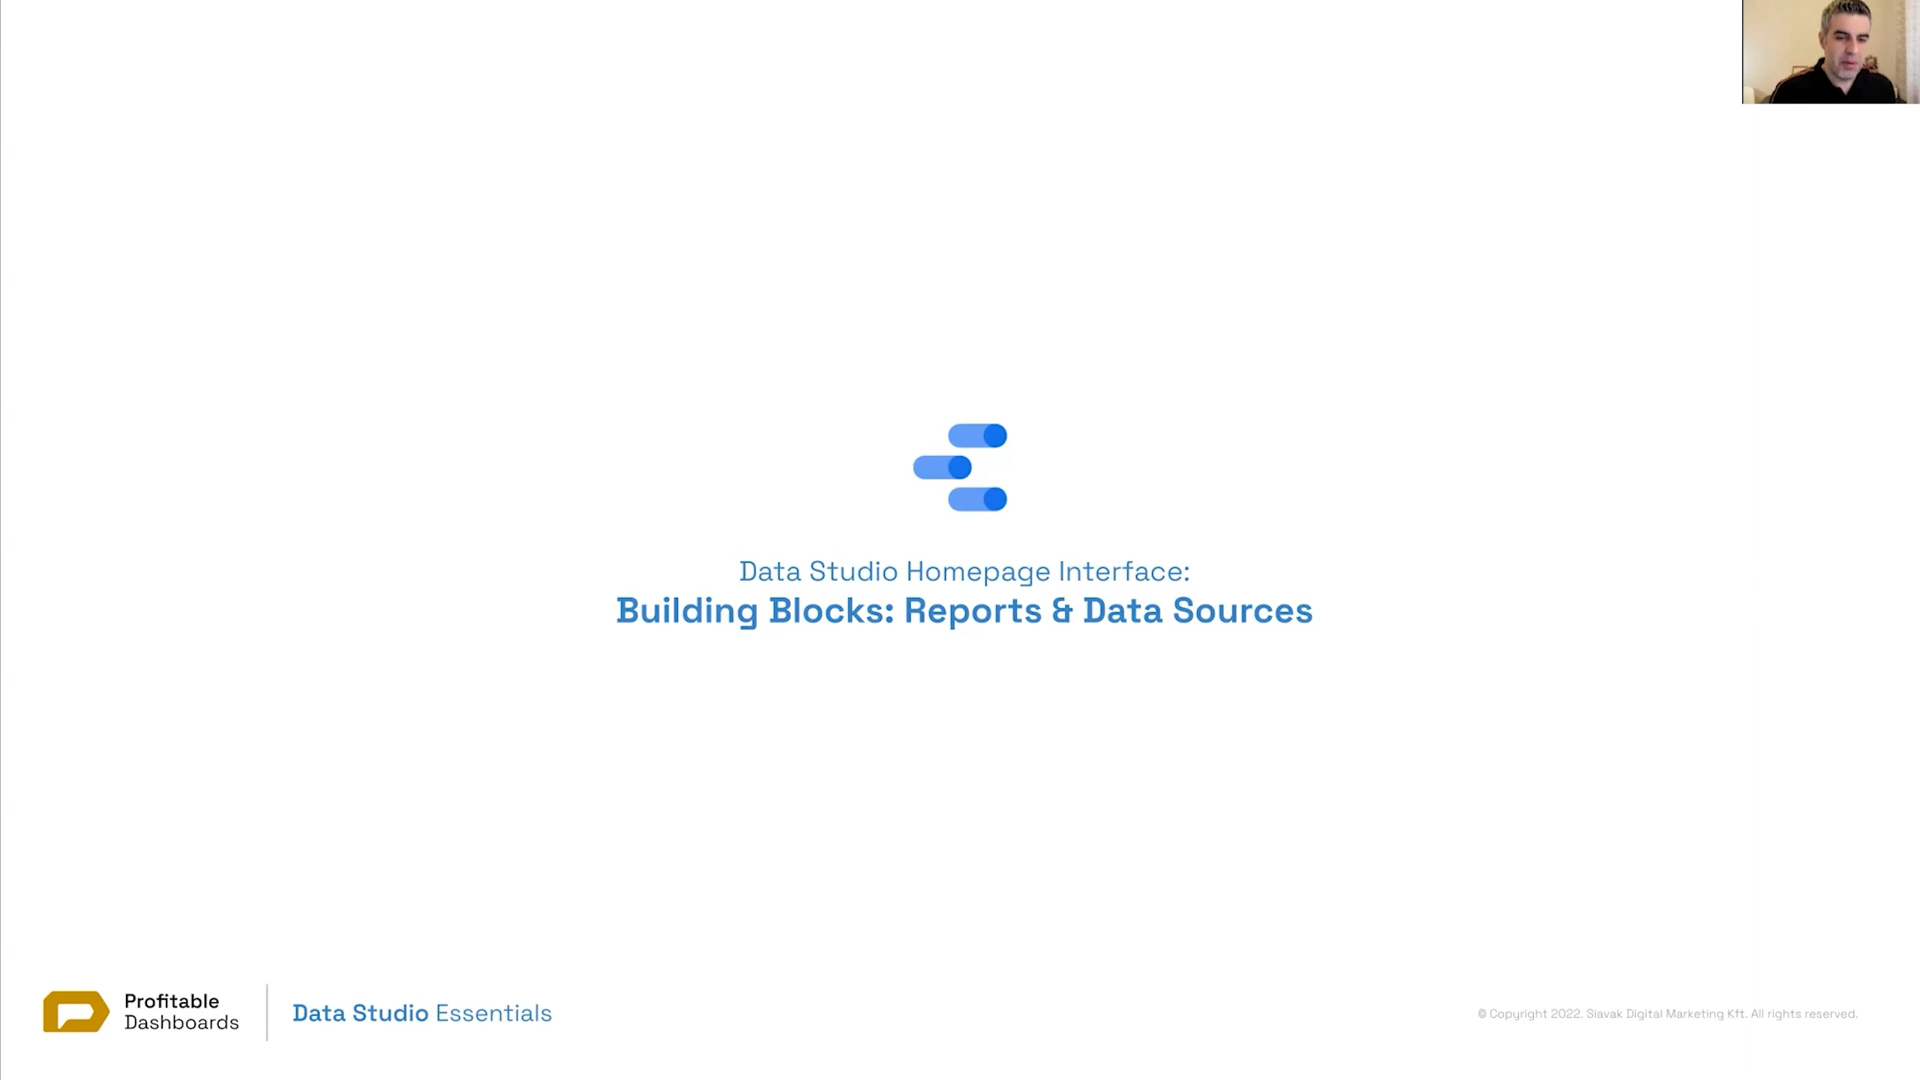 Data Studio Homepage Interface:
Building Blocks: Reports & Data Sources
Profitable
Dashboards
Data Studio Essentials
© Copyright 2022. Siavak Digital Marketing Kft. All rights reserved.